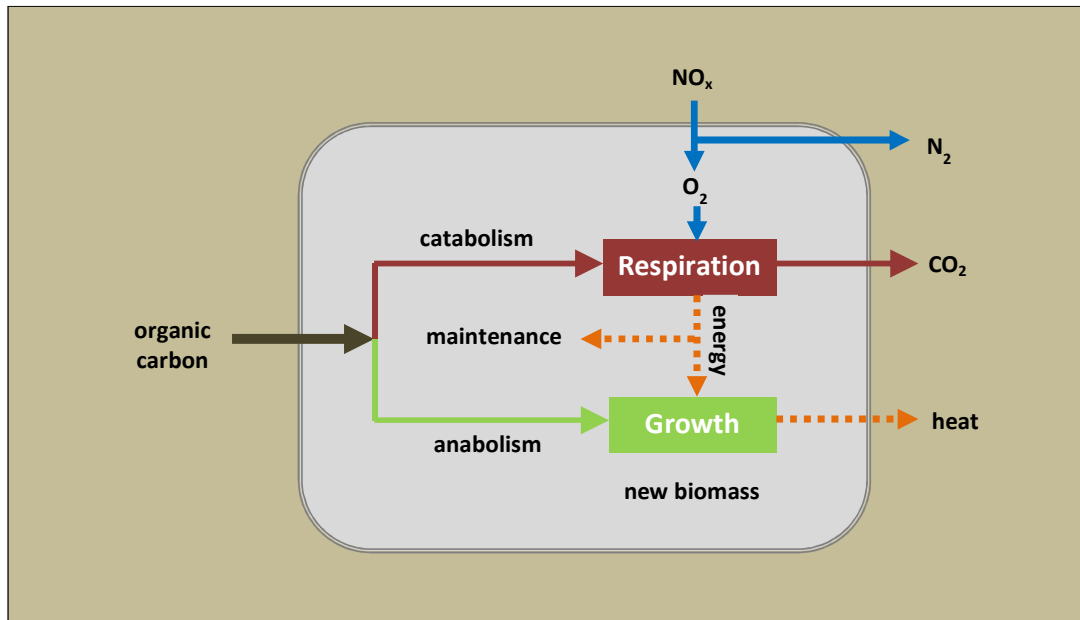 NOₓ
N₂
O₂
catabolism
Respiration
CO₂
organic
carbon
maintenance
energy
Growth
heat
anabolism
new biomass